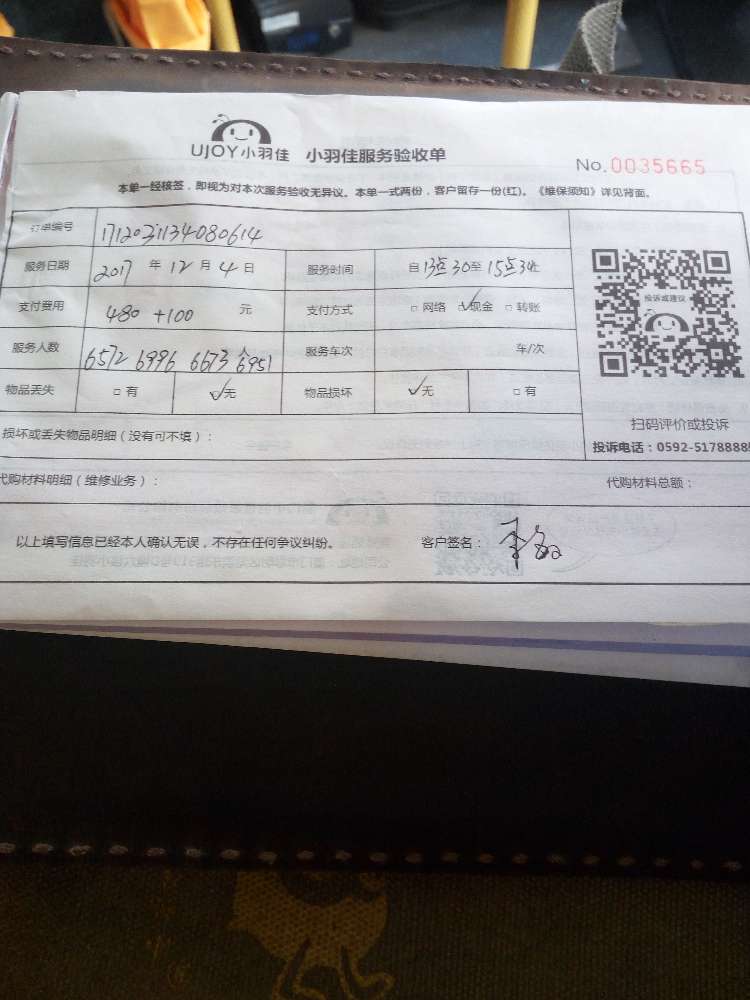 UJOY小羽佳 小羽佳服务验收单
No. 0035665
本单一经核签，即视为对本次服务验收无异议。本单一式两份，客户留存一份(红)。《维保须知》详见背面。
订单编号 1712031134080614
服务日期 2017 年 12 月 4 日 服务时间 自 13点30 至 15点3
支付费用 480 +100 元 支付方式 □ 网络 ☑现金 □ 转账
投诉或建议
服务人数 6572 6996 6673 6951 人 服务车次 车/次
物品丢失 □ 有 ☑无 物品损坏 ☑无 □ 有
扫码评价或投诉
损坏或丢失物品明细（没有可不填）：
投诉电话：0592-5178888
代购材料明细（维修业务）： 代购材料总额：
以上填写信息已经本人确认无误，不存在任何争议纠纷。 客户签名：